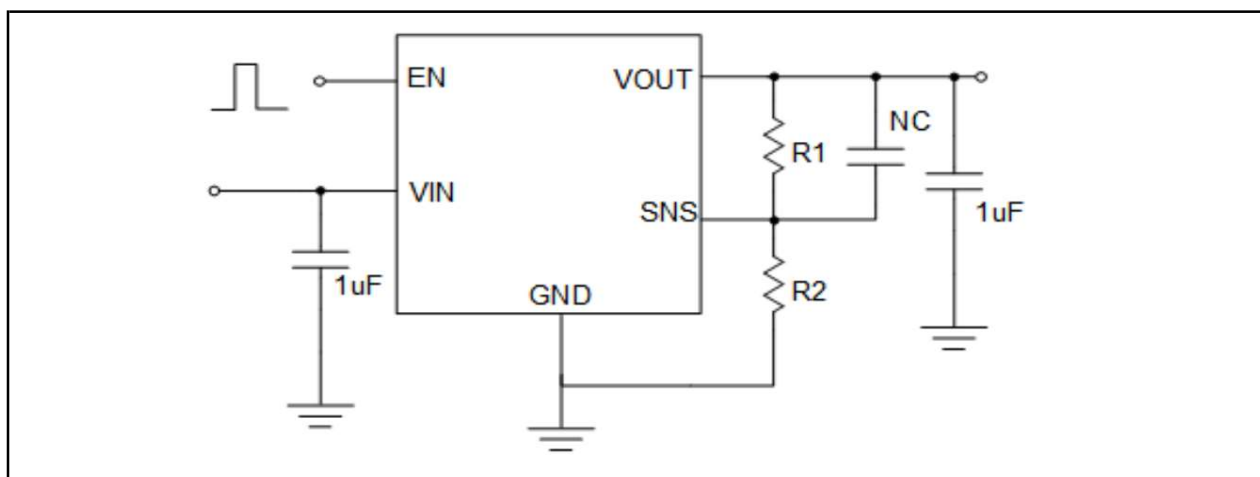 EN
VOUT
NC
R1
VIN
SNS
1uF
1uF
R2
GND